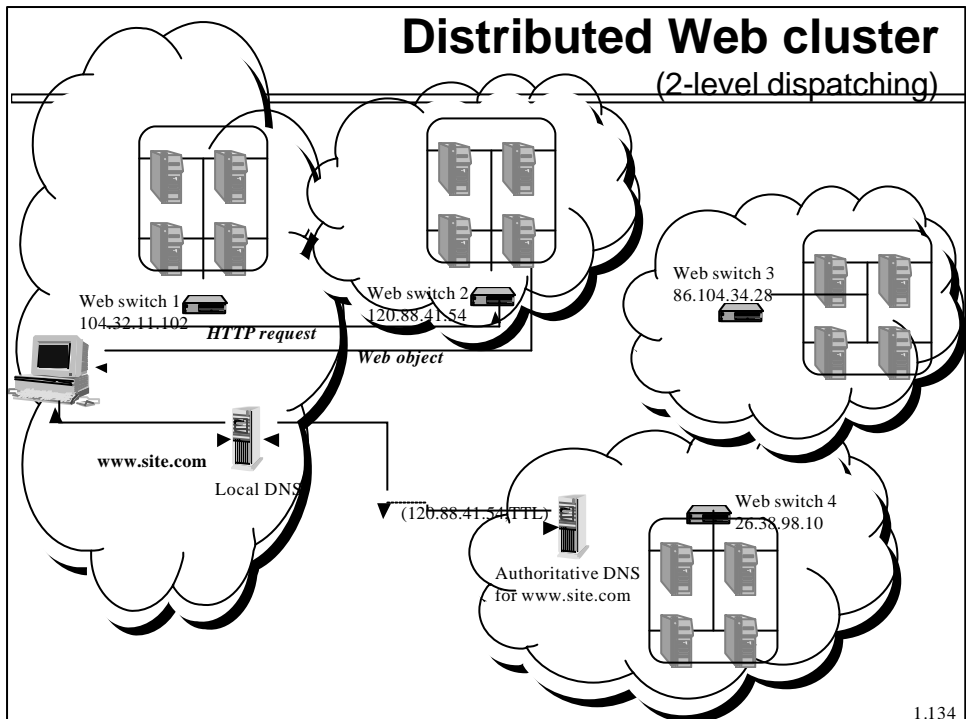 Distributed Web cluster
(2-level dispatching)
Web switch 1
104.32.11.102
Web switch 2
120.88.41.54
Web switch 3
86.104.34.28
HTTP request
Web object
www.site.com
Local DNS
(120.88.41.54,TTL)
Web switch 4
26.38.98.10
Authoritative DNS
for www.site.com
1.134